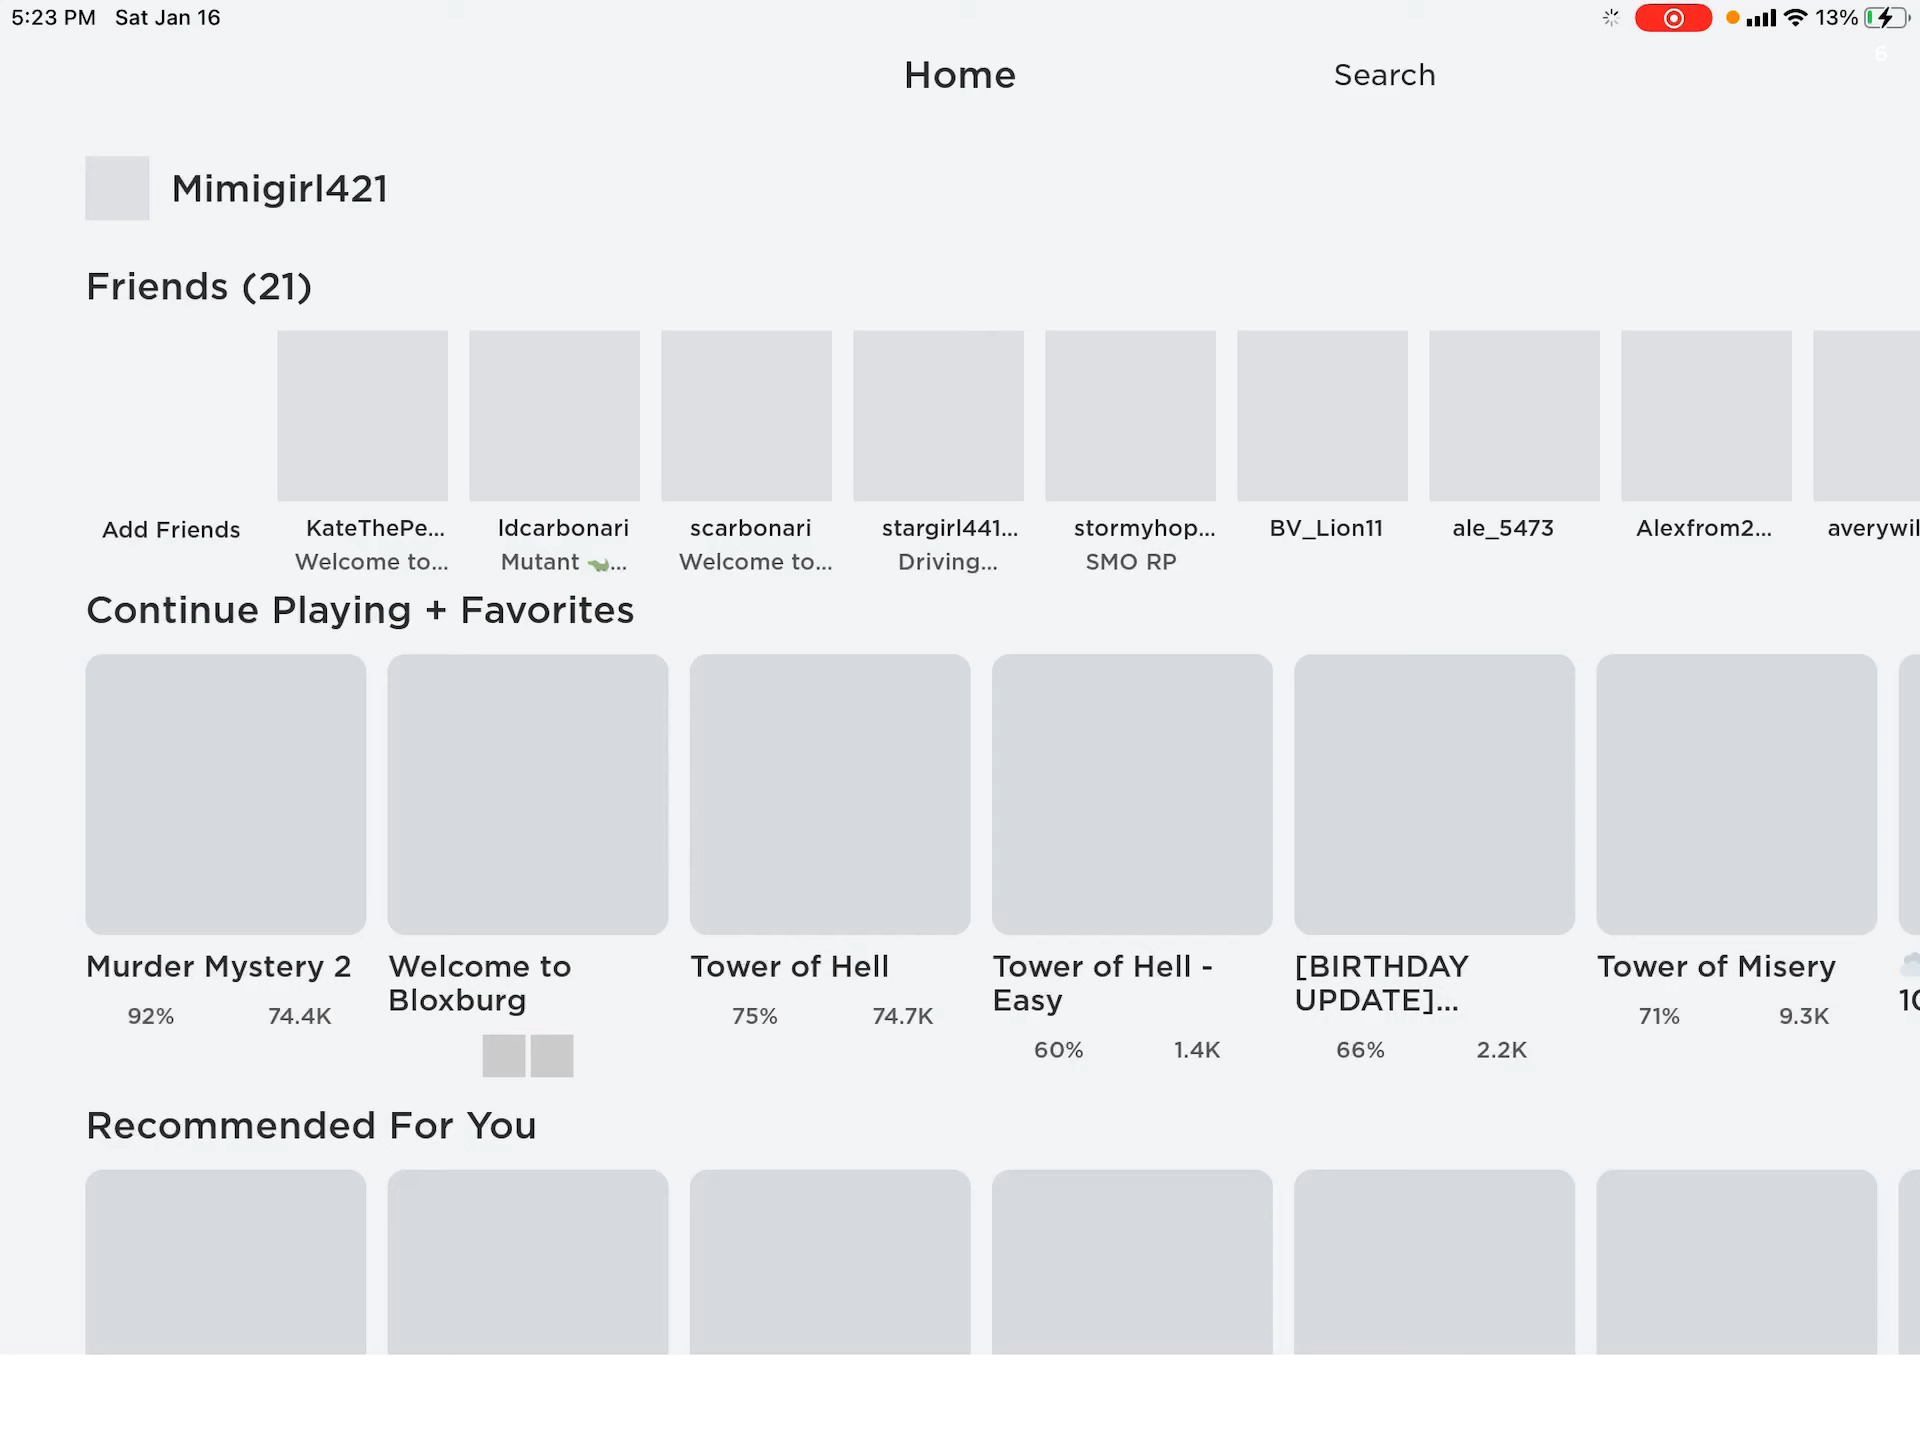 5:23 PM Sat Jan 16
13%
6
Home
Search
Mimigirl421
Friends (21)
Add Friends
KateThePe...
Welcome to...
ldcarbonari
Mutant 🦖...
scarbonari
Welcome to...
stargirl441...
Driving...
stormyhop...
SMO RP
BV_Lion11
ale_5473
Alexfrom2...
averywil
Continue Playing + Favorites
Murder Mystery 2
92% 74.4K
Welcome to
Bloxburg
Tower of Hell
75% 74.7K
Tower of Hell -
Easy
60% 1.4K
[BIRTHDAY
UPDATE]...
66% 2.2K
Tower of Misery
71% 9.3K
Recommended For You